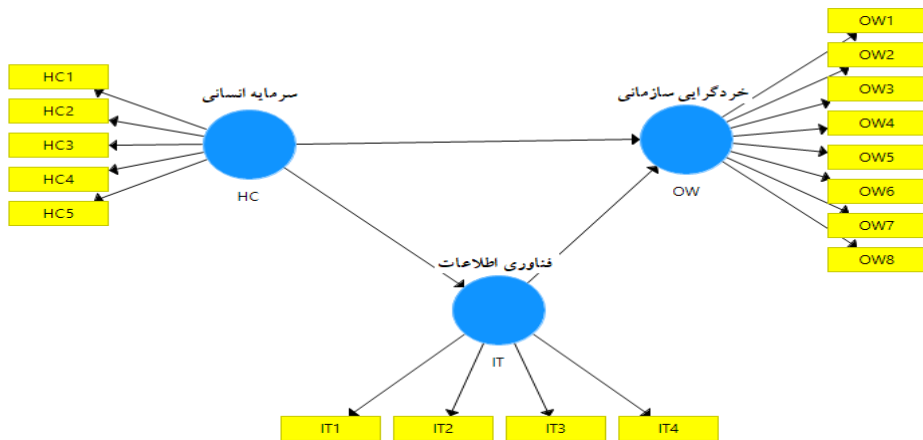 HC1
HC2
HC3
HC4
HC5
سرمایه انسانی
HC
خردگرایی سازمانی
OW
OW1
OW2
OW3
OW4
OW5
OW6
OW7
OW8
فناوری اطلاعات
IT
IT1
IT2
IT3
IT4